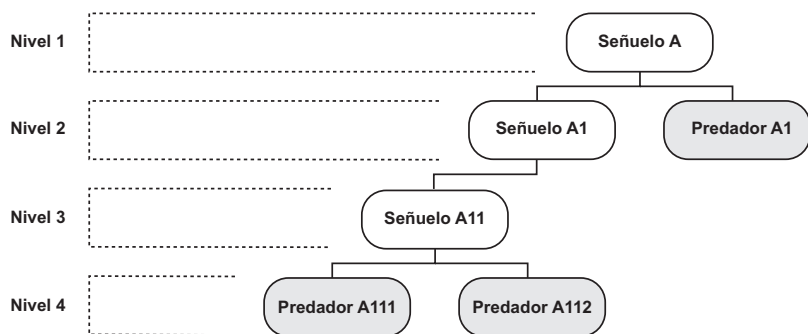 Nivel 1
Señuelo A
Nivel 2
Señuelo A1
Predador A1
Nivel 3
Señuelo A11
Nivel 4
Predador A111
Predador A112